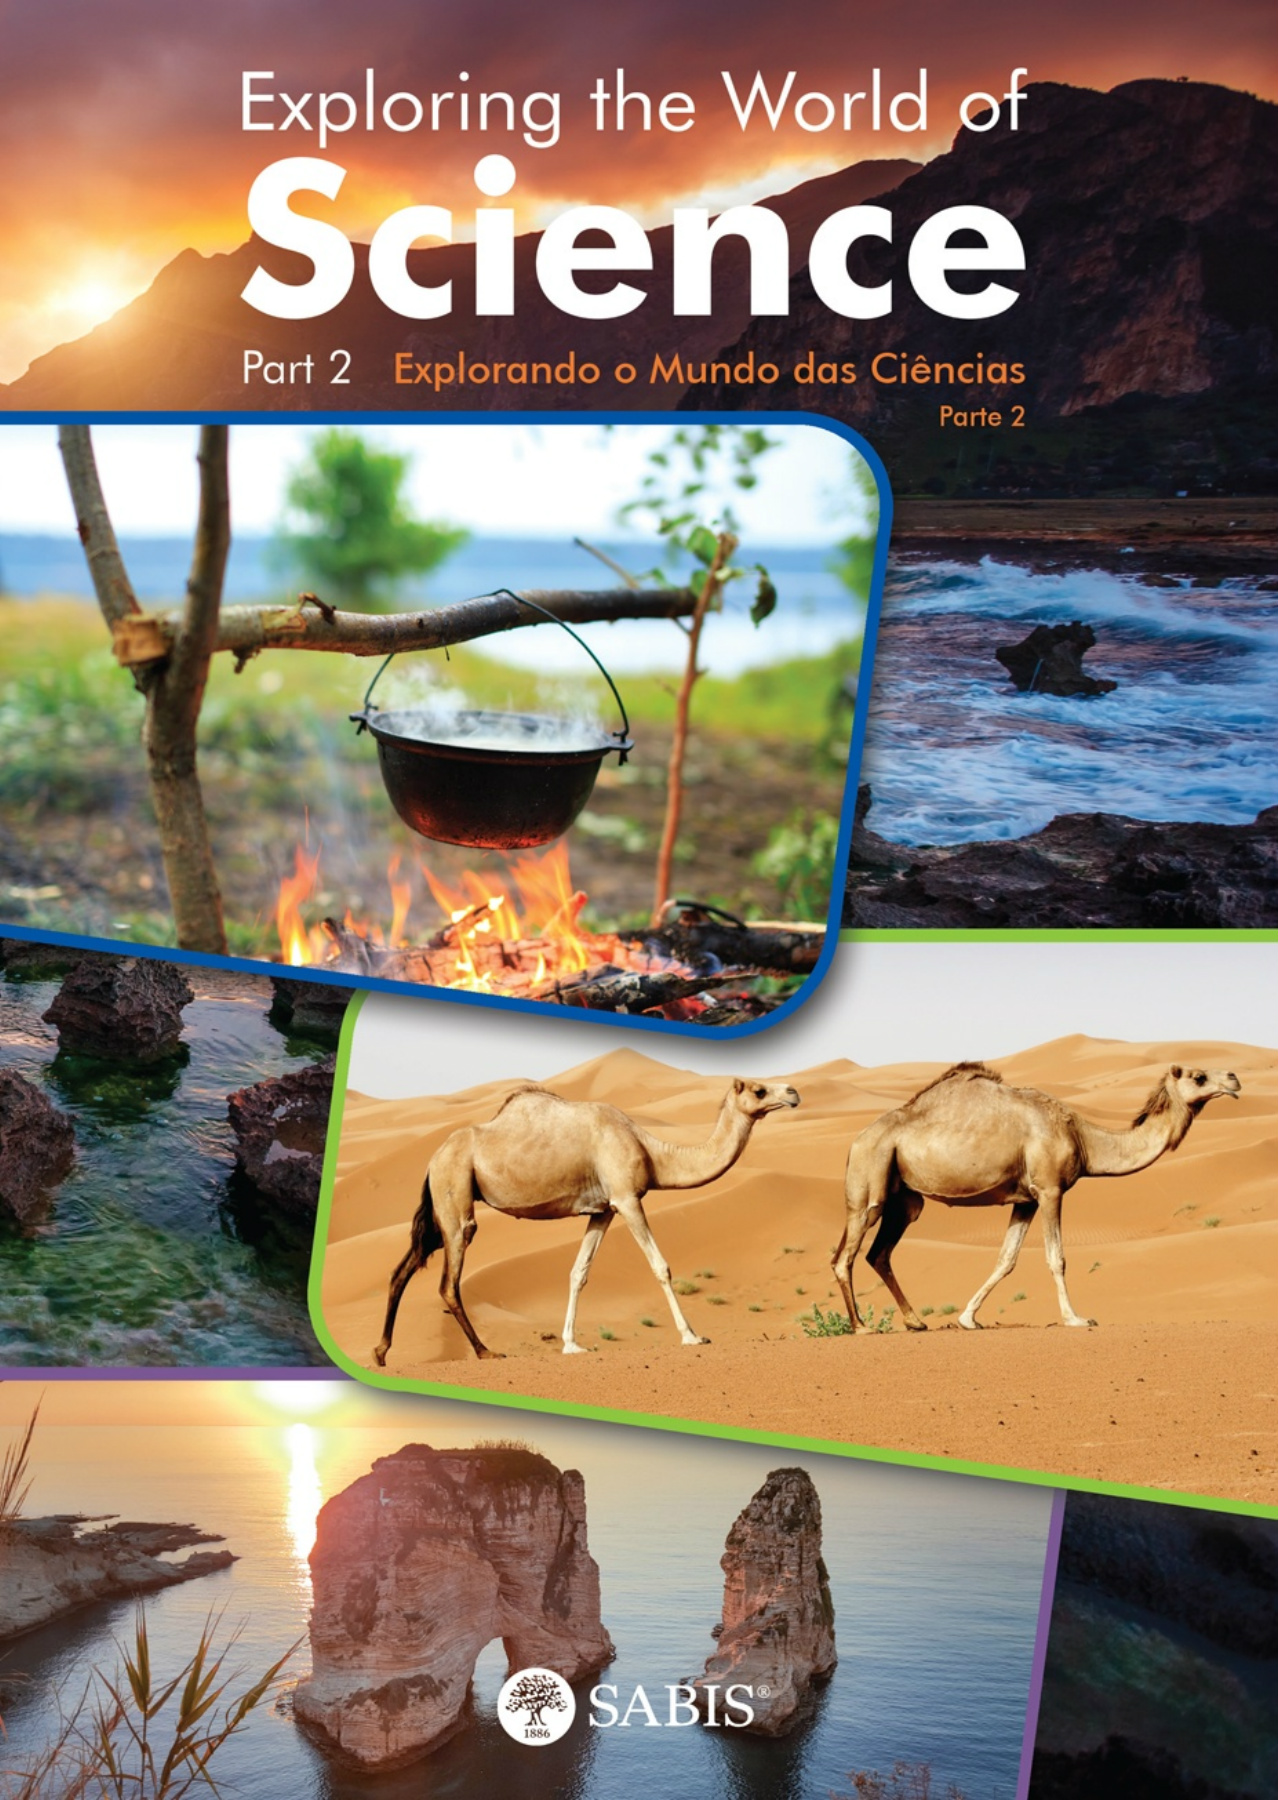 Exploring the World of
Science
Part 2 Explorando o Mundo das Ciências
Parte 2
1886
SABIS®